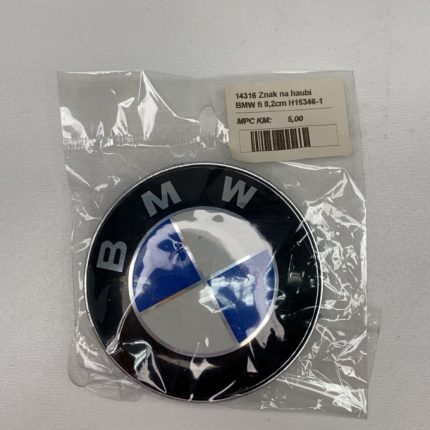 14316 Znak na haubi
BMW fi 8,2cm H15346-1
MPC KM: 5,00
BMW